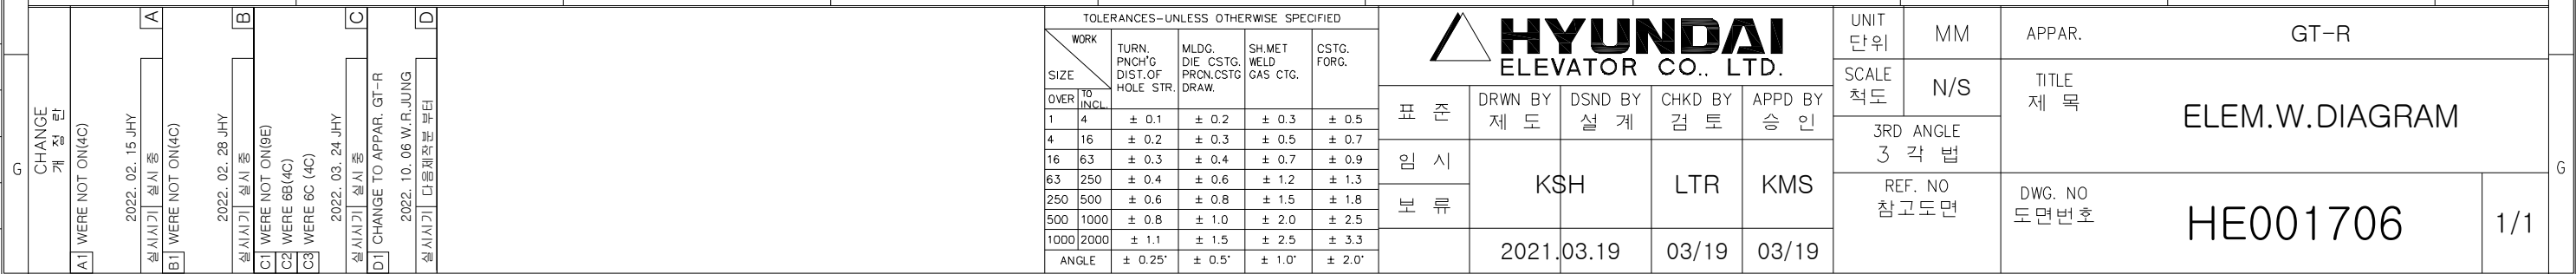 G
CHANGE
개 정 란
A
A1 WERE NOT ON(4C)
2022. 02. 15 JHY
실시시기 실시 중
B
B1 WERE NOT ON(4C)
2022. 02. 28 JHY
실시시기 실시 중
C
C1 WERE NOT ON(9E)
C2 WERE 6B(4C)
C3 WERE 6C (4C)
2022. 03. 24 JHY
실시시기 실시 중
D
D1 CHANGE TO APPAR. GT-R
2022. 10. 06 W.R.JUNG
실시시기 다음제작분 부터
TOLERANCES-UNLESS OTHERWISE SPECIFIED
WORK
SIZE
OVER TO INCL.
TURN. PNCH'G DIST.OF HOLE STR.
MLDG. DIE CSTG. PRCN.CSTG DRAW.
SH.MET WELD GAS CTG.
CSTG. FORG.
1 4 ± 0.1 ± 0.2 ± 0.3 ± 0.5
4 16 ± 0.2 ± 0.3 ± 0.5 ± 0.7
16 63 ± 0.3 ± 0.4 ± 0.7 ± 0.9
63 250 ± 0.4 ± 0.6 ± 1.2 ± 1.3
250 500 ± 0.6 ± 0.8 ± 1.5 ± 1.8
500 1000 ± 0.8 ± 1.0 ± 2.0 ± 2.5
1000 2000 ± 1.1 ± 1.5 ± 2.5 ± 3.3
ANGLE ± 0.25° ± 0.5° ± 1.0° ± 2.0°
HYUNDAI
ELEVATOR CO., LTD.
표 준
임 시
보 류
DRWN BY
제 도
DSND BY
설 계
CHKD BY
검 토
APPD BY
승 인
KSH LTR KMS
2021.03.19 03/19 03/19
UNIT
단위
MM
SCALE
척도
N/S
3RD ANGLE
3 각 법
REF. NO
참고도면
APPAR. GT-R
TITLE
제 목
ELEM.W.DIAGRAM
DWG. NO
도면번호
HE001706
1/1
G